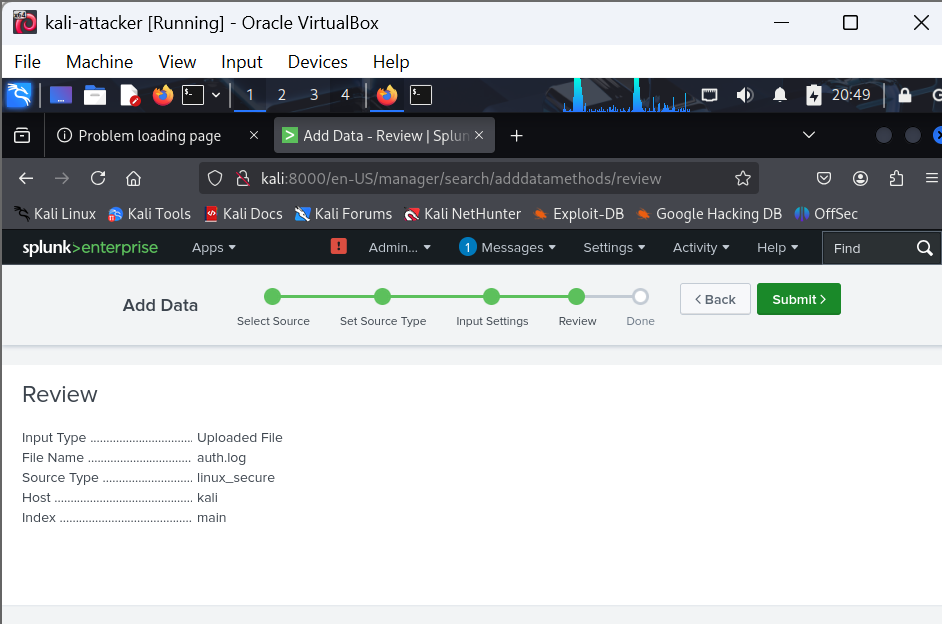 kali-attacker [Running] - Oracle VirtualBox
File Machine View Input Devices Help
1 2 3 4 20:49
Problem loading page Add Data - Review | Splun
kali:8000/en-US/manager/search/adddatamethods/review
Kali Linux Kali Tools Kali Docs Kali Forums Kali NetHunter Exploit-DB Google Hacking DB OffSec
splunk>enterprise Apps ! Admin... 1 Messages Settings Activity Help Find
Add Data
Select Source Set Source Type Input Settings Review Done
< Back Submit >
Review
Input Type ................................ Uploaded File
File Name ................................ auth.log
Source Type ............................ linux_secure
Host ........................................... kali
Index ......................................... main